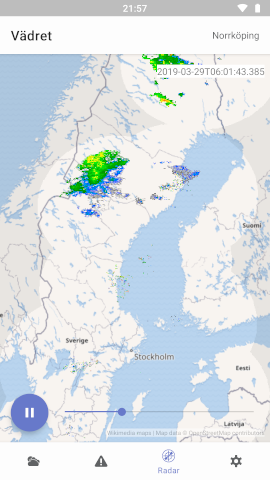 21:57
Vädret
Norrköping
2019-03-29T06:01:43.385
Suomi
Sverige
Stockholm
Eesti
Latvija
Wikimedia maps | Map data © OpenStreetMap contributors
Radar